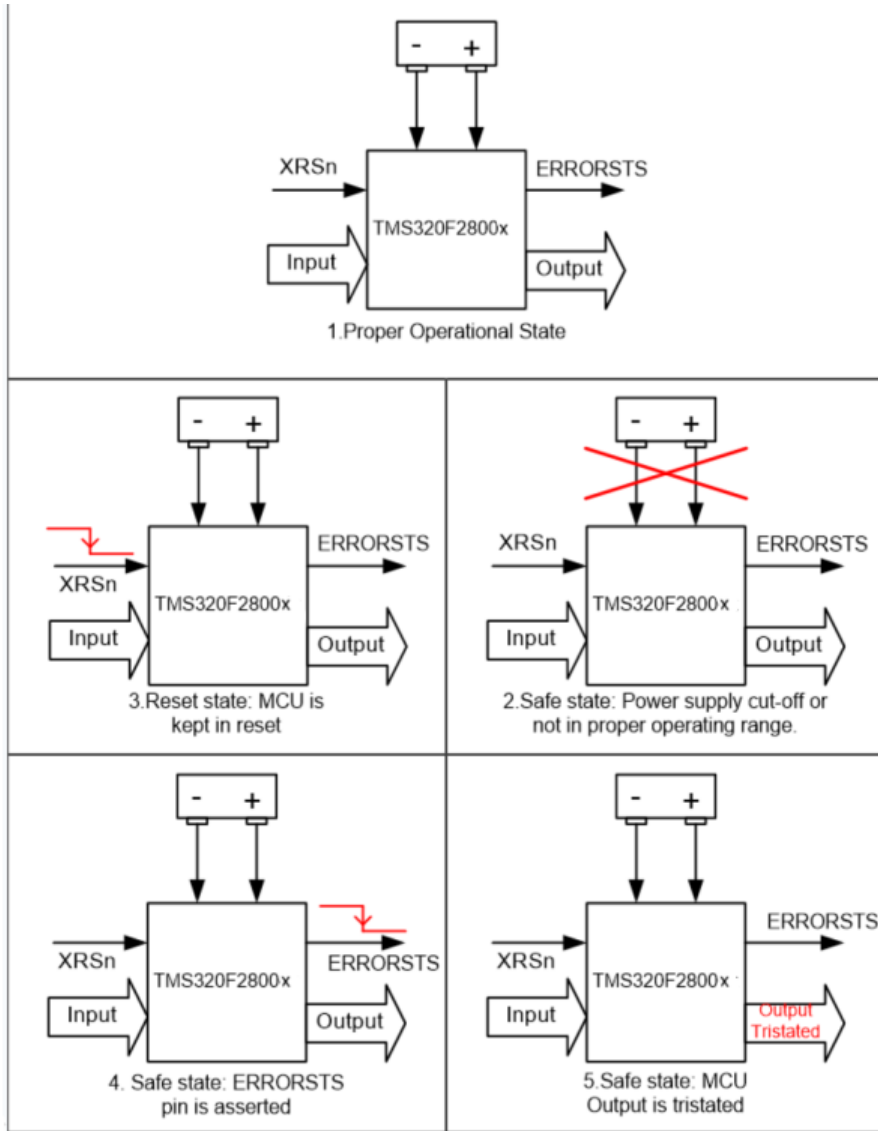 - +
XRSn
ERRORSTS
TMS320F2800x
Input
Output
1.Proper Operational State
- +
XRSn
ERRORSTS
TMS320F2800x
Input
Output
3.Reset state: MCU is
kept in reset
- +
XRSn
ERRORSTS
TMS320F2800x
Input
Output
2.Safe state: Power supply cut-off or
not in proper operating range.
- +
XRSn
ERRORSTS
TMS320F2800x
Input
Output
4. Safe state: ERRORSTS
pin is asserted
- +
XRSn
ERRORSTS
TMS320F2800x
Input
Output
Tristated
5.Safe state: MCU
Output is tristated